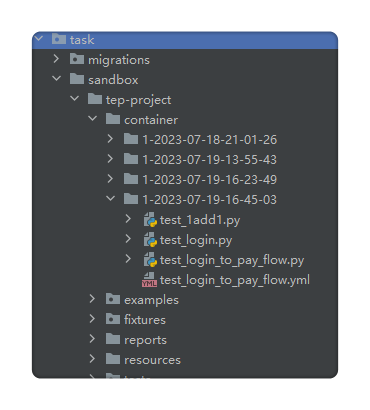 task
migrations
sandbox
tep-project
container
1-2023-07-18-21-01-26
1-2023-07-19-13-55-43
1-2023-07-19-16-23-49
1-2023-07-19-16-45-03
test_1add1.py
test_login.py
test_login_to_pay_flow.py
YML test_login_to_pay_flow.yml
examples
fixtures
reports
resources